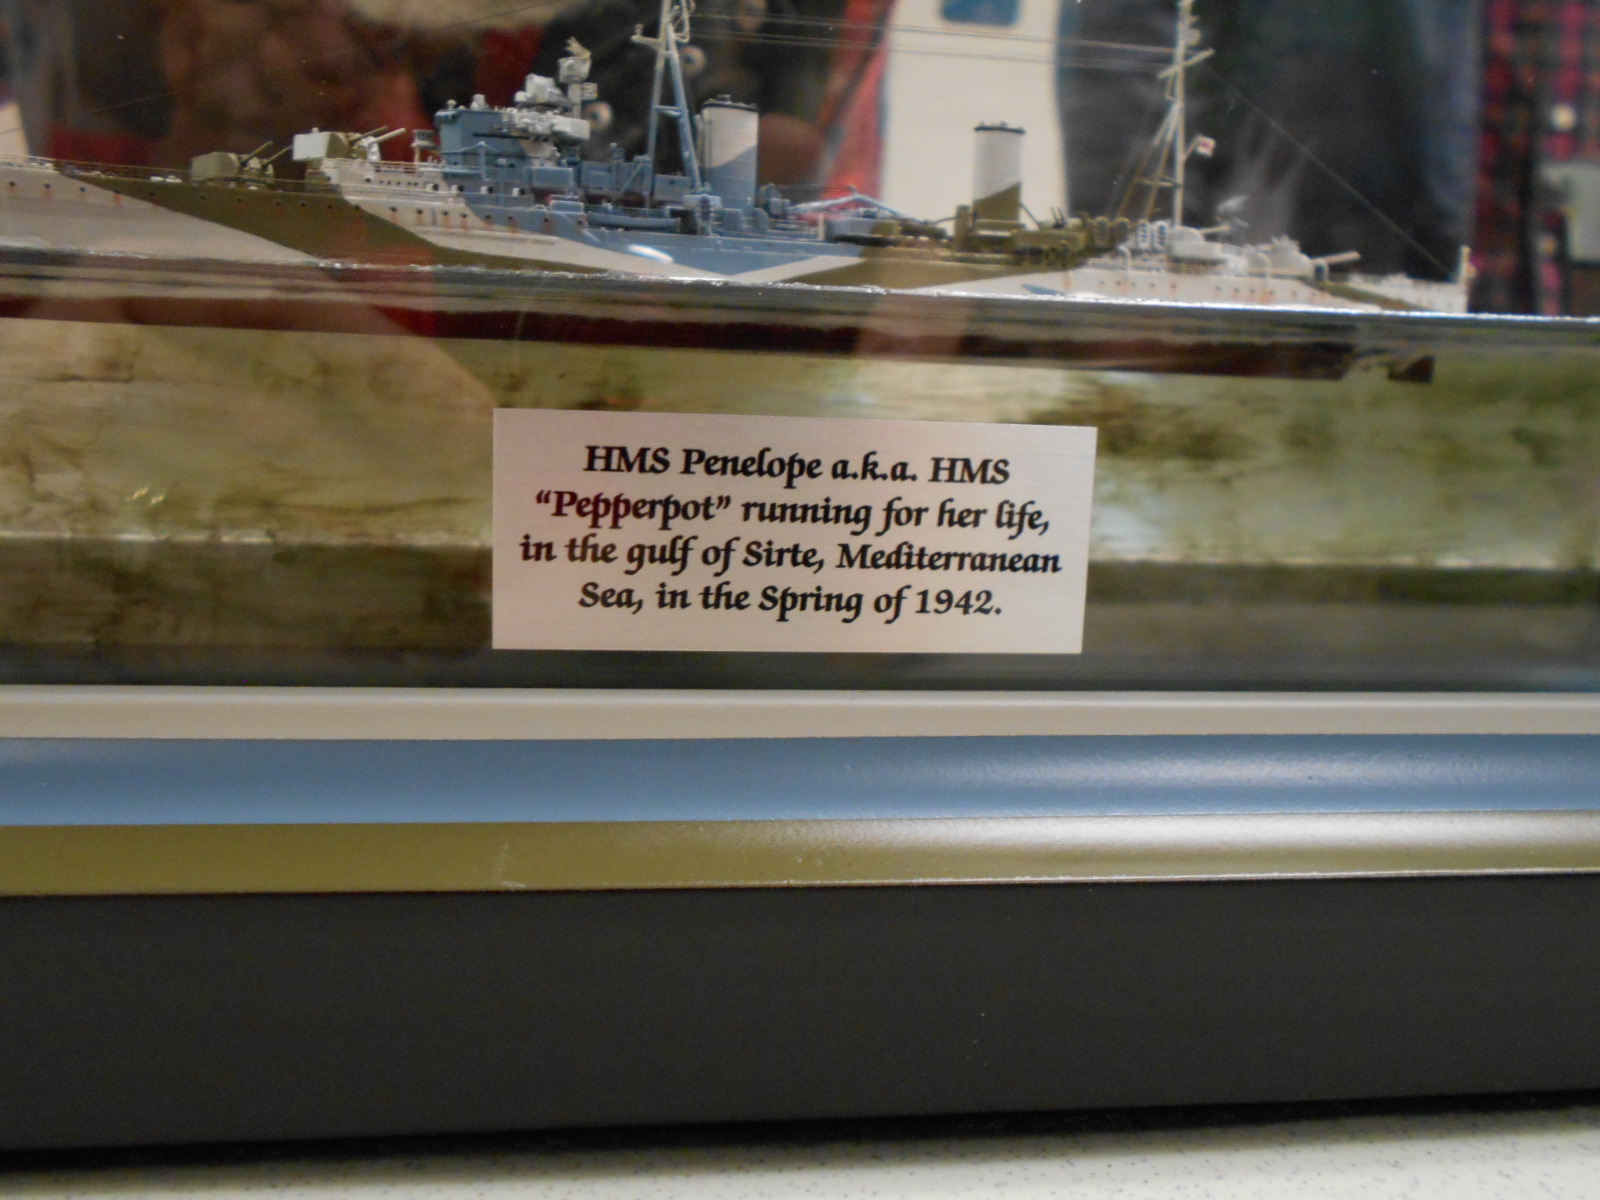 HMS Penelope a.k.a. HMS
“Pepperpot” running for her life,
in the gulf of Sirte, Mediterranean
Sea, in the Spring of 1942.